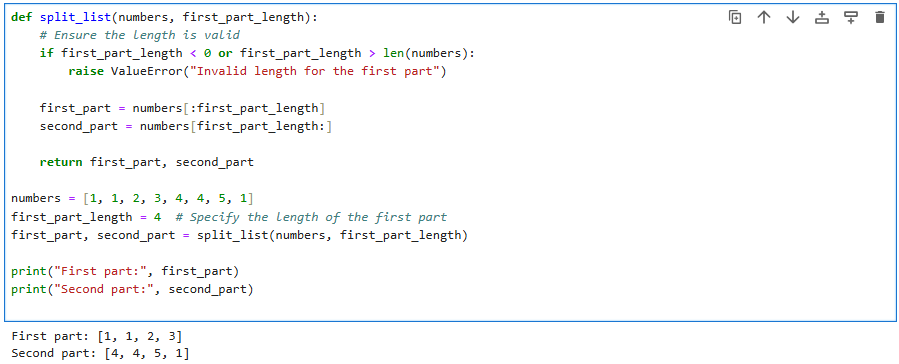 def split_list(numbers, first_part_length):
    # Ensure the length is valid
    if first_part_length < 0 or first_part_length > len(numbers):
        raise ValueError("Invalid length for the first part")

    first_part = numbers[:first_part_length]
    second_part = numbers[first_part_length:]

    return first_part, second_part

numbers = [1, 1, 2, 3, 4, 4, 5, 1]
first_part_length = 4  # Specify the length of the first part
first_part, second_part = split_list(numbers, first_part_length)

print("First part:", first_part)
print("Second part:", second_part)

First part: [1, 1, 2, 3]
Second part: [4, 4, 5, 1]